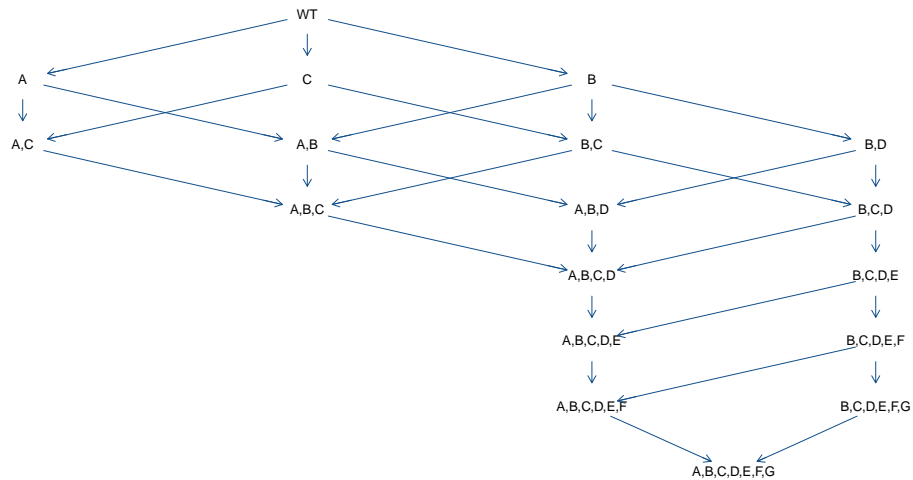 WT
A
C
B
A,C
A,B
B,C
B,D
A,B,C
A,B,D
B,C,D
A,B,C,D
B,C,D,E
A,B,C,D,E
B,C,D,E,F
A,B,C,D,E,F
B,C,D,E,F,G
A,B,C,D,E,F,G